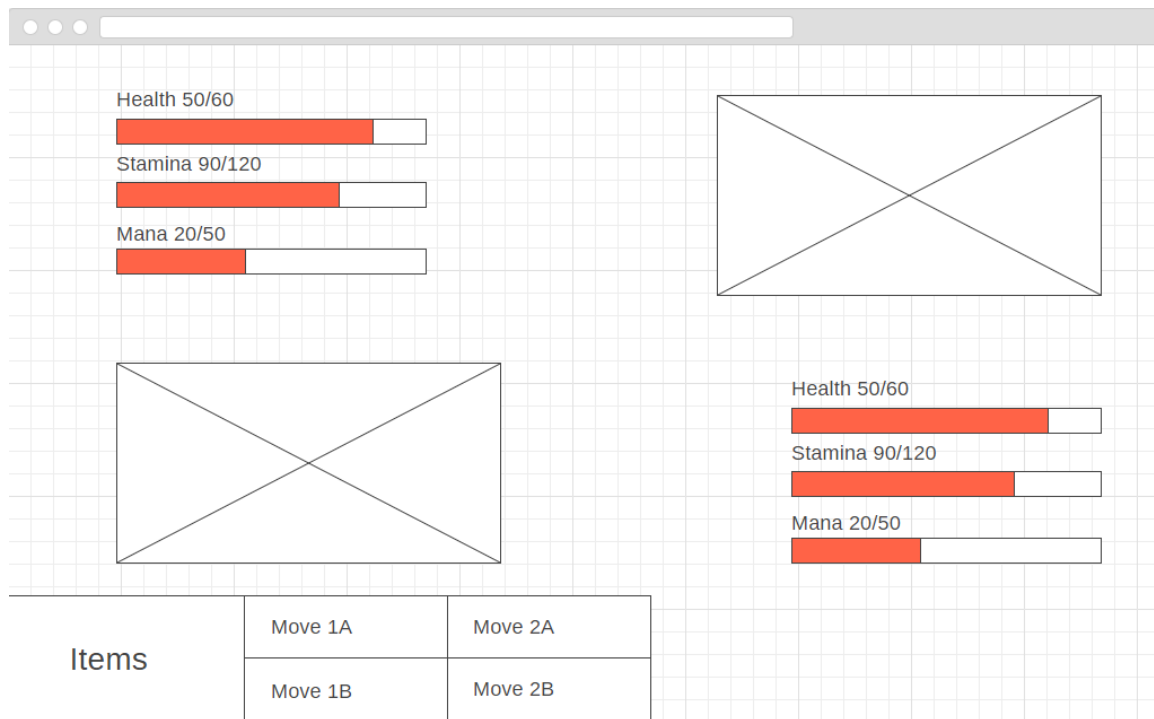 Health 50/60
Stamina 90/120
Mana 20/50
Health 50/60
Stamina 90/120
Mana 20/50
Items
Move 1A
Move 2A
Move 1B
Move 2B